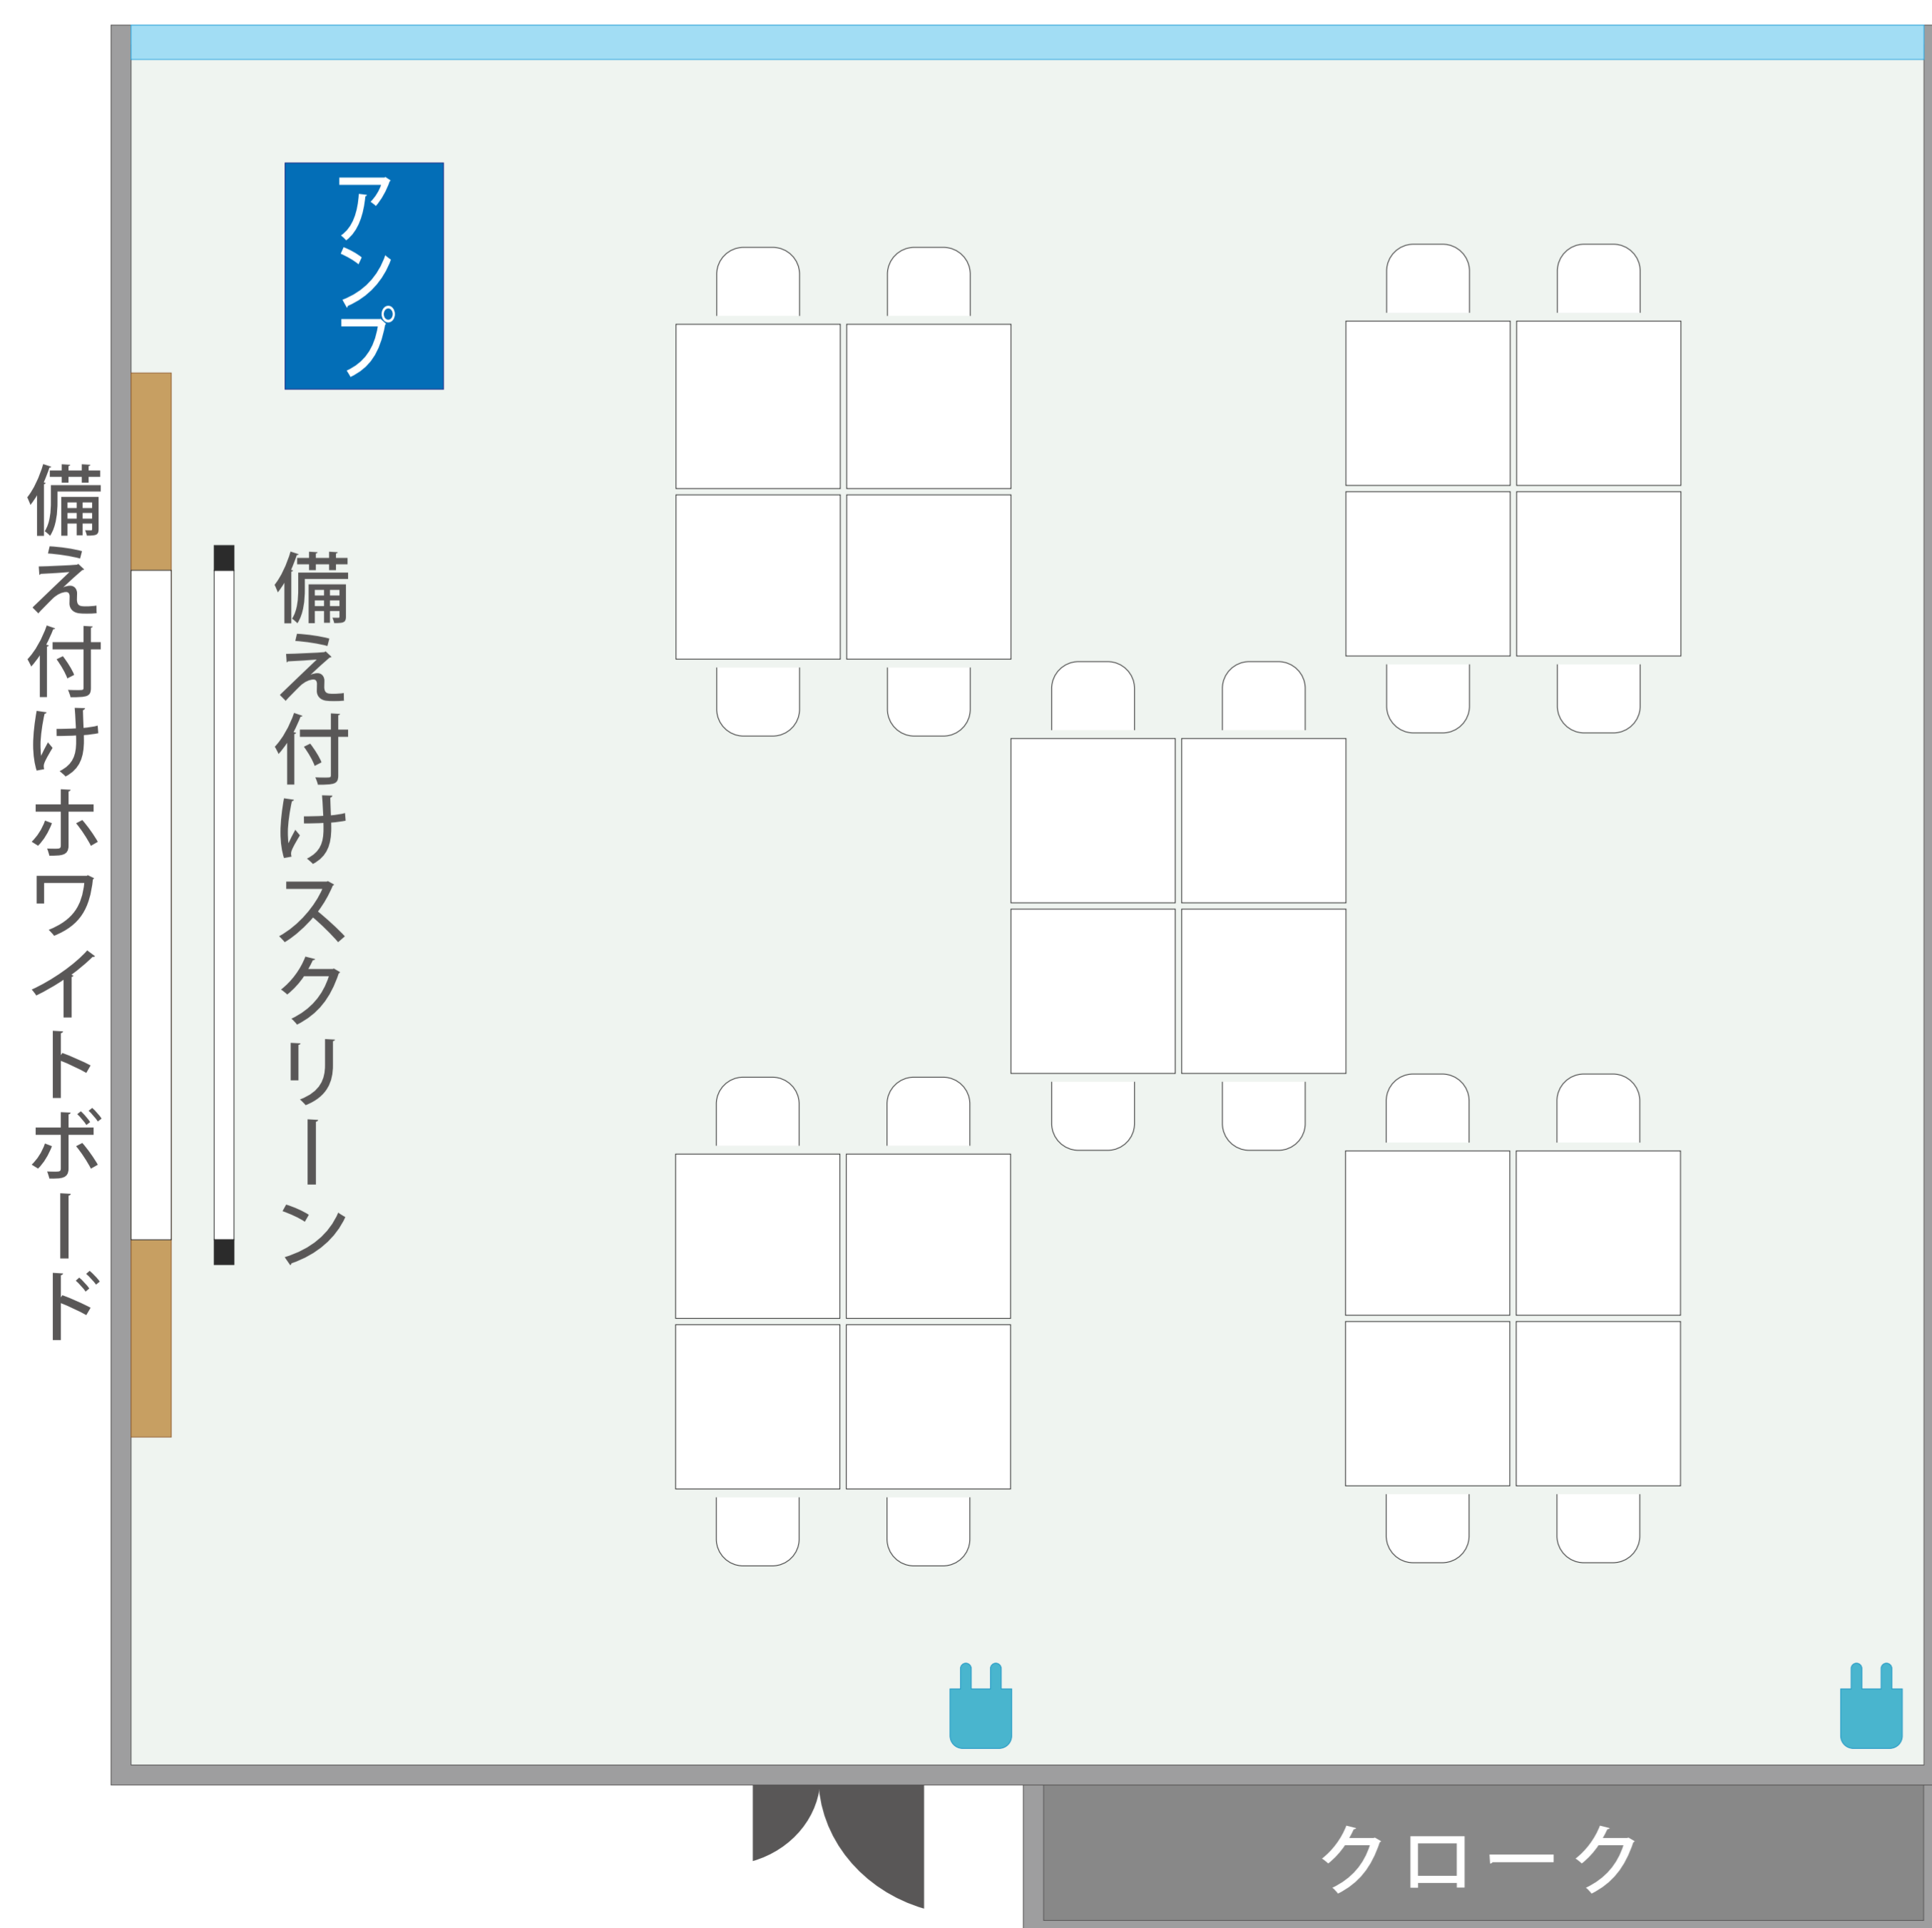 アンプ
備え付けスクリーン
備え付けホワイトボード
クローク